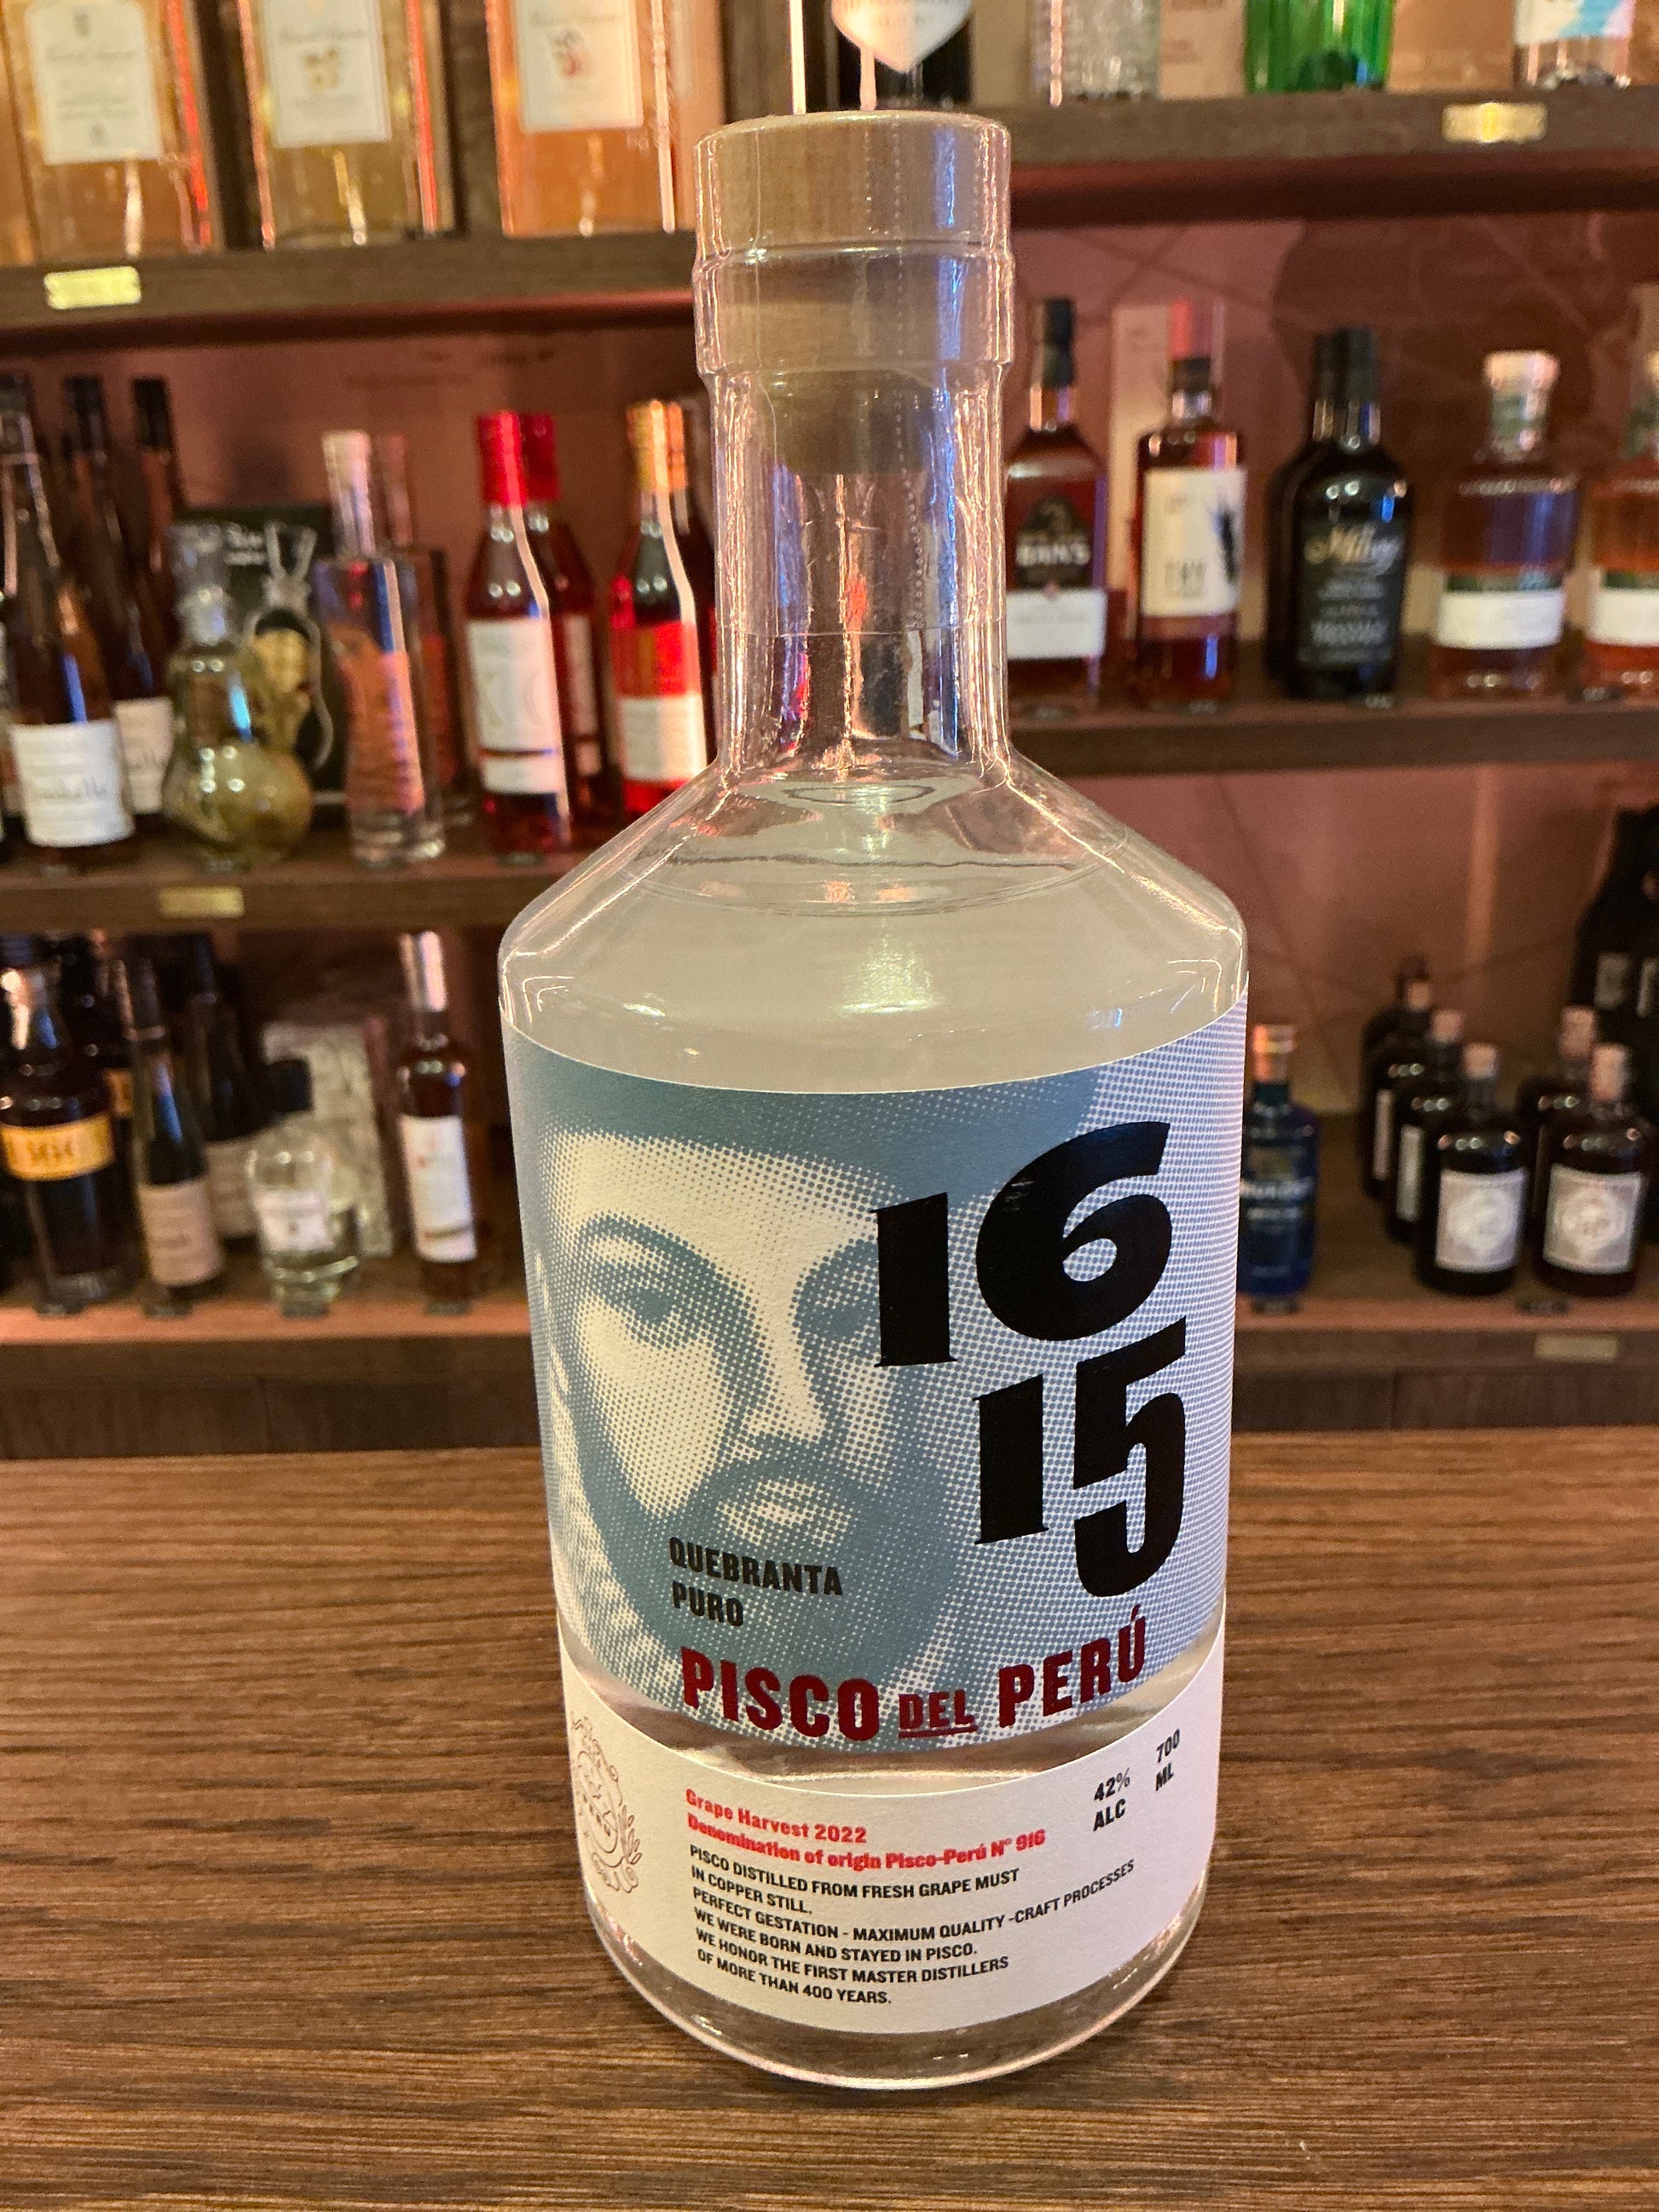 16
15
QUEBRANTA
PURO
PISCO DEL PERÚ
42%
ALC
700
ML
Grape Harvest 2022
Denomination of origin Pisco-Perú N° 916
PISCO DISTILLED FROM FRESH GRAPE MUST
IN COPPER STILL.
PERFECT GESTATION - MAXIMUM QUALITY -CRAFT PROCESSES
WE WERE BORN AND STAYED IN PISCO.
WE HONOR THE FIRST MASTER DISTILLERS
OF MORE THAN 400 YEARS.